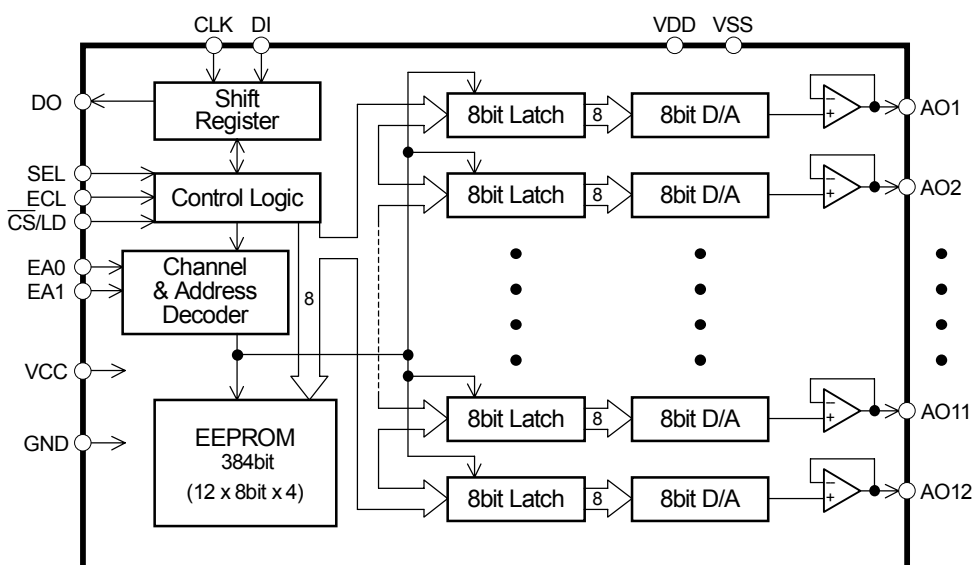 CLK DI VDD VSS
DO
Shift
Register
8bit Latch 8 8bit D/A − + AO1
SEL
ECL
C̅S̅/LD
Control Logic
8bit Latch 8 8bit D/A − + AO2
EA0
EA1
Channel
& Address
Decoder
8
VCC
GND
EEPROM
384bit
(12 x 8bit x 4)
8bit Latch 8 8bit D/A − + AO11
8bit Latch 8 8bit D/A − + AO12